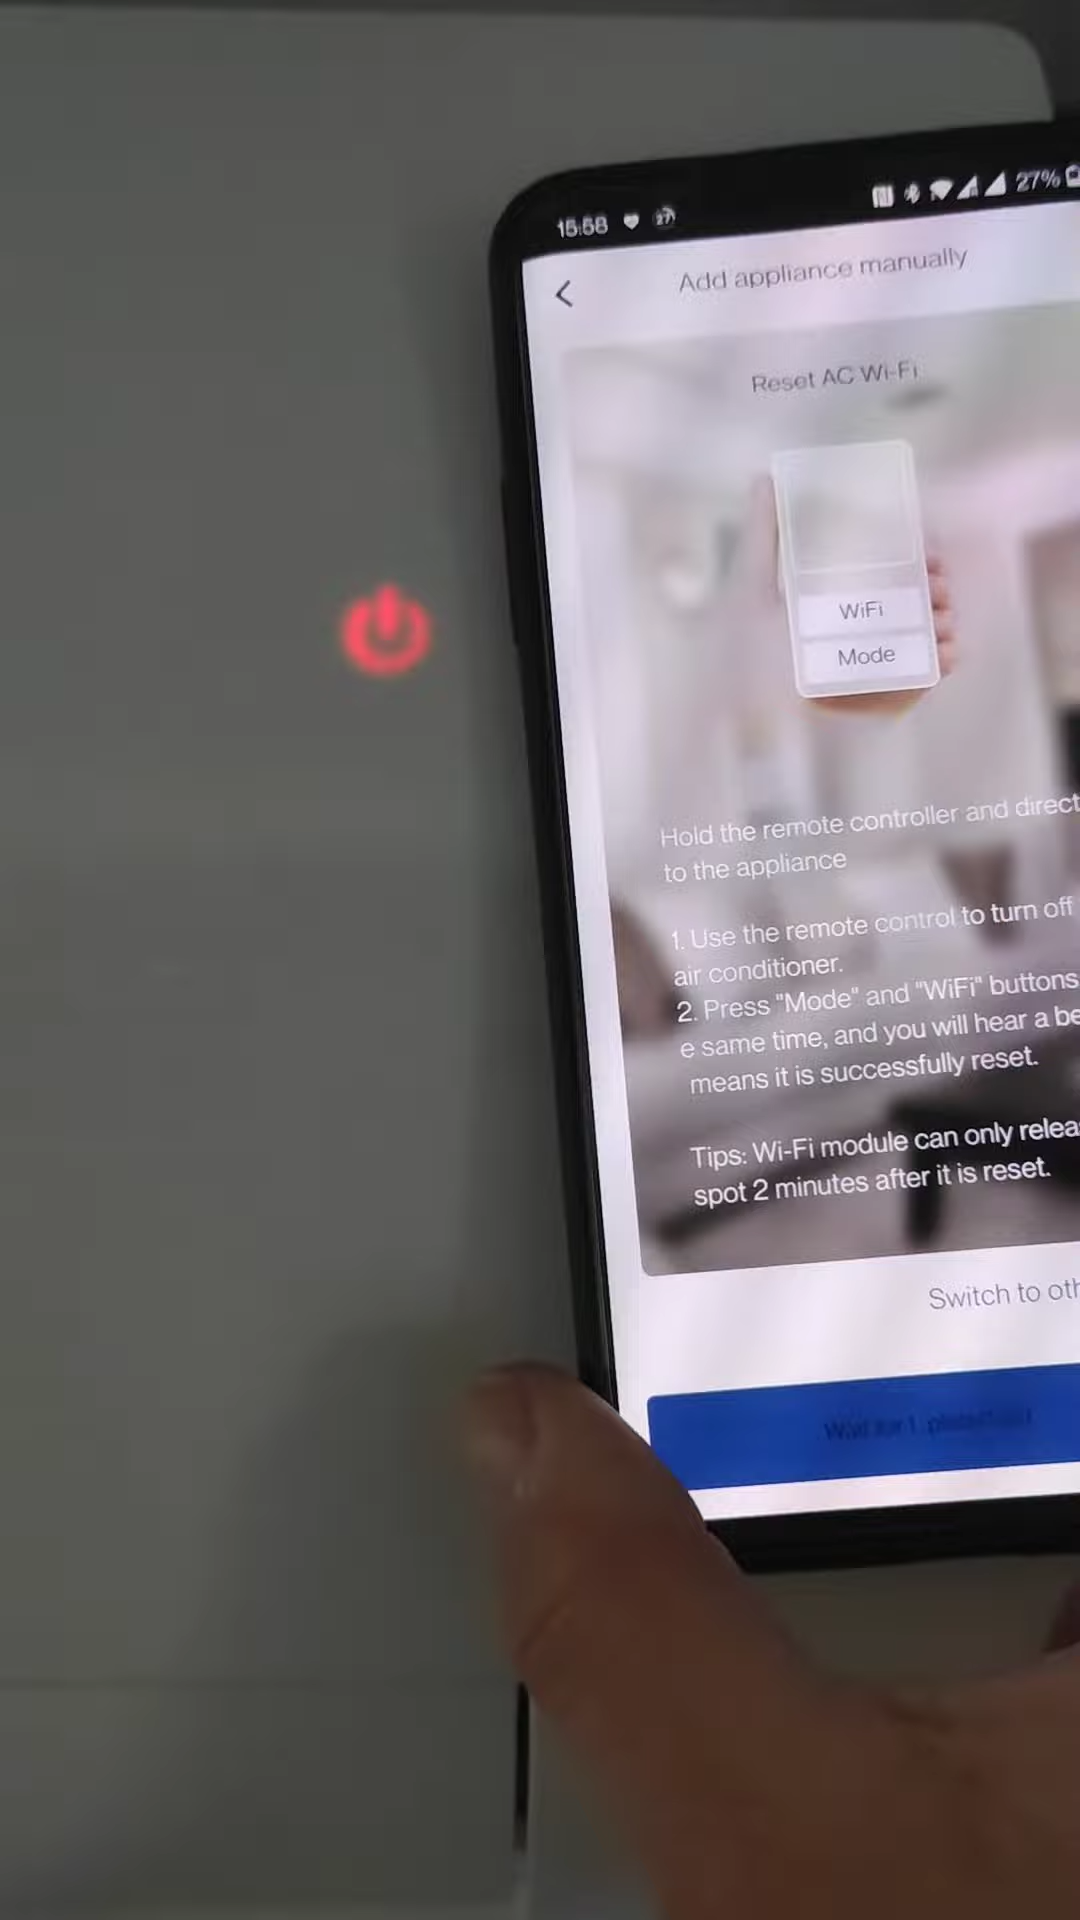 15:58 27 27%
Add appliance manually
Reset AC Wi-Fi
WiFi
Mode
Hold the remote controller and direct
to the appliance
1. Use the remote control to turn off
air conditioner.
2. Press "Mode" and "WiFi" buttons
e same time, and you will hear a be
means it is successfully reset.
Tips: Wi-Fi module can only relea
spot 2 minutes after it is reset.
Switch to oth